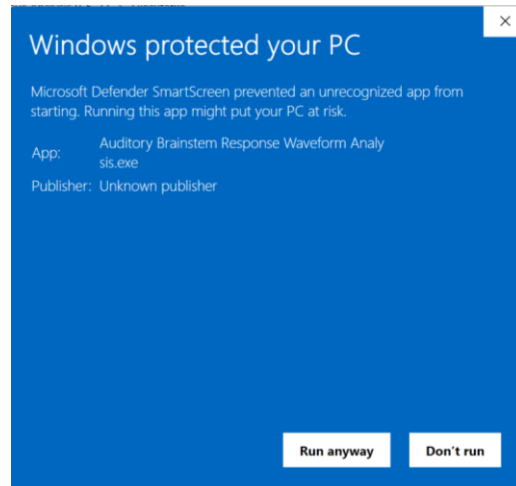 Windows protected your PC
Microsoft Defender SmartScreen prevented an unrecognized app from
starting. Running this app might put your PC at risk.
App: Auditory Brainstem Response Waveform Analy
sis.exe
Publisher: Unknown publisher
Run anyway Don't run